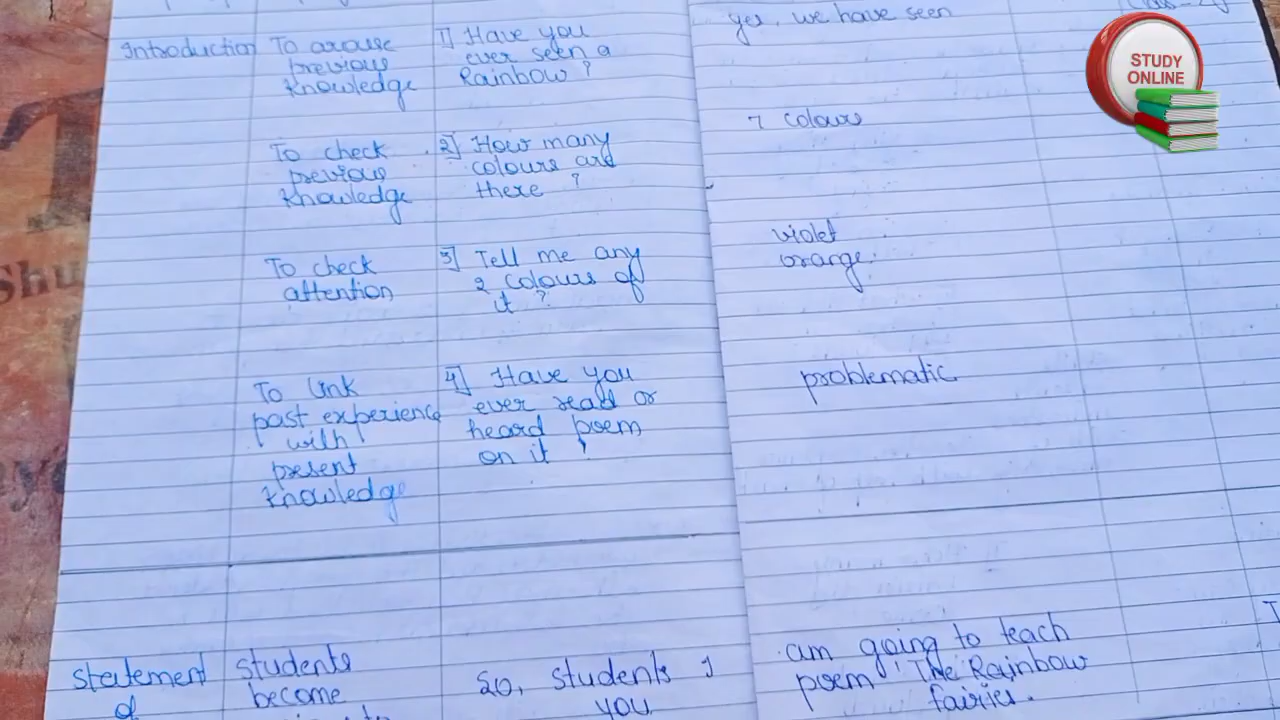 Introduction
To arouse
previous
knowledge
1] Have you
ever seen a
Rainbow ?
yes, we have seen
To check
previous
knowledge
2] How many
colours are
there ?
7 colours
To check
attention
3] Tell me any
2 colours of
it ?
violet
orange.
To link
past experience
with
present
knowledge
4] Have you
ever read or
heard poem
on it ?
problematic
Statement
of
students
become
So, students I
you
am going to teach
poem 'The Rainbow
fairies.
STUDY
ONLINE